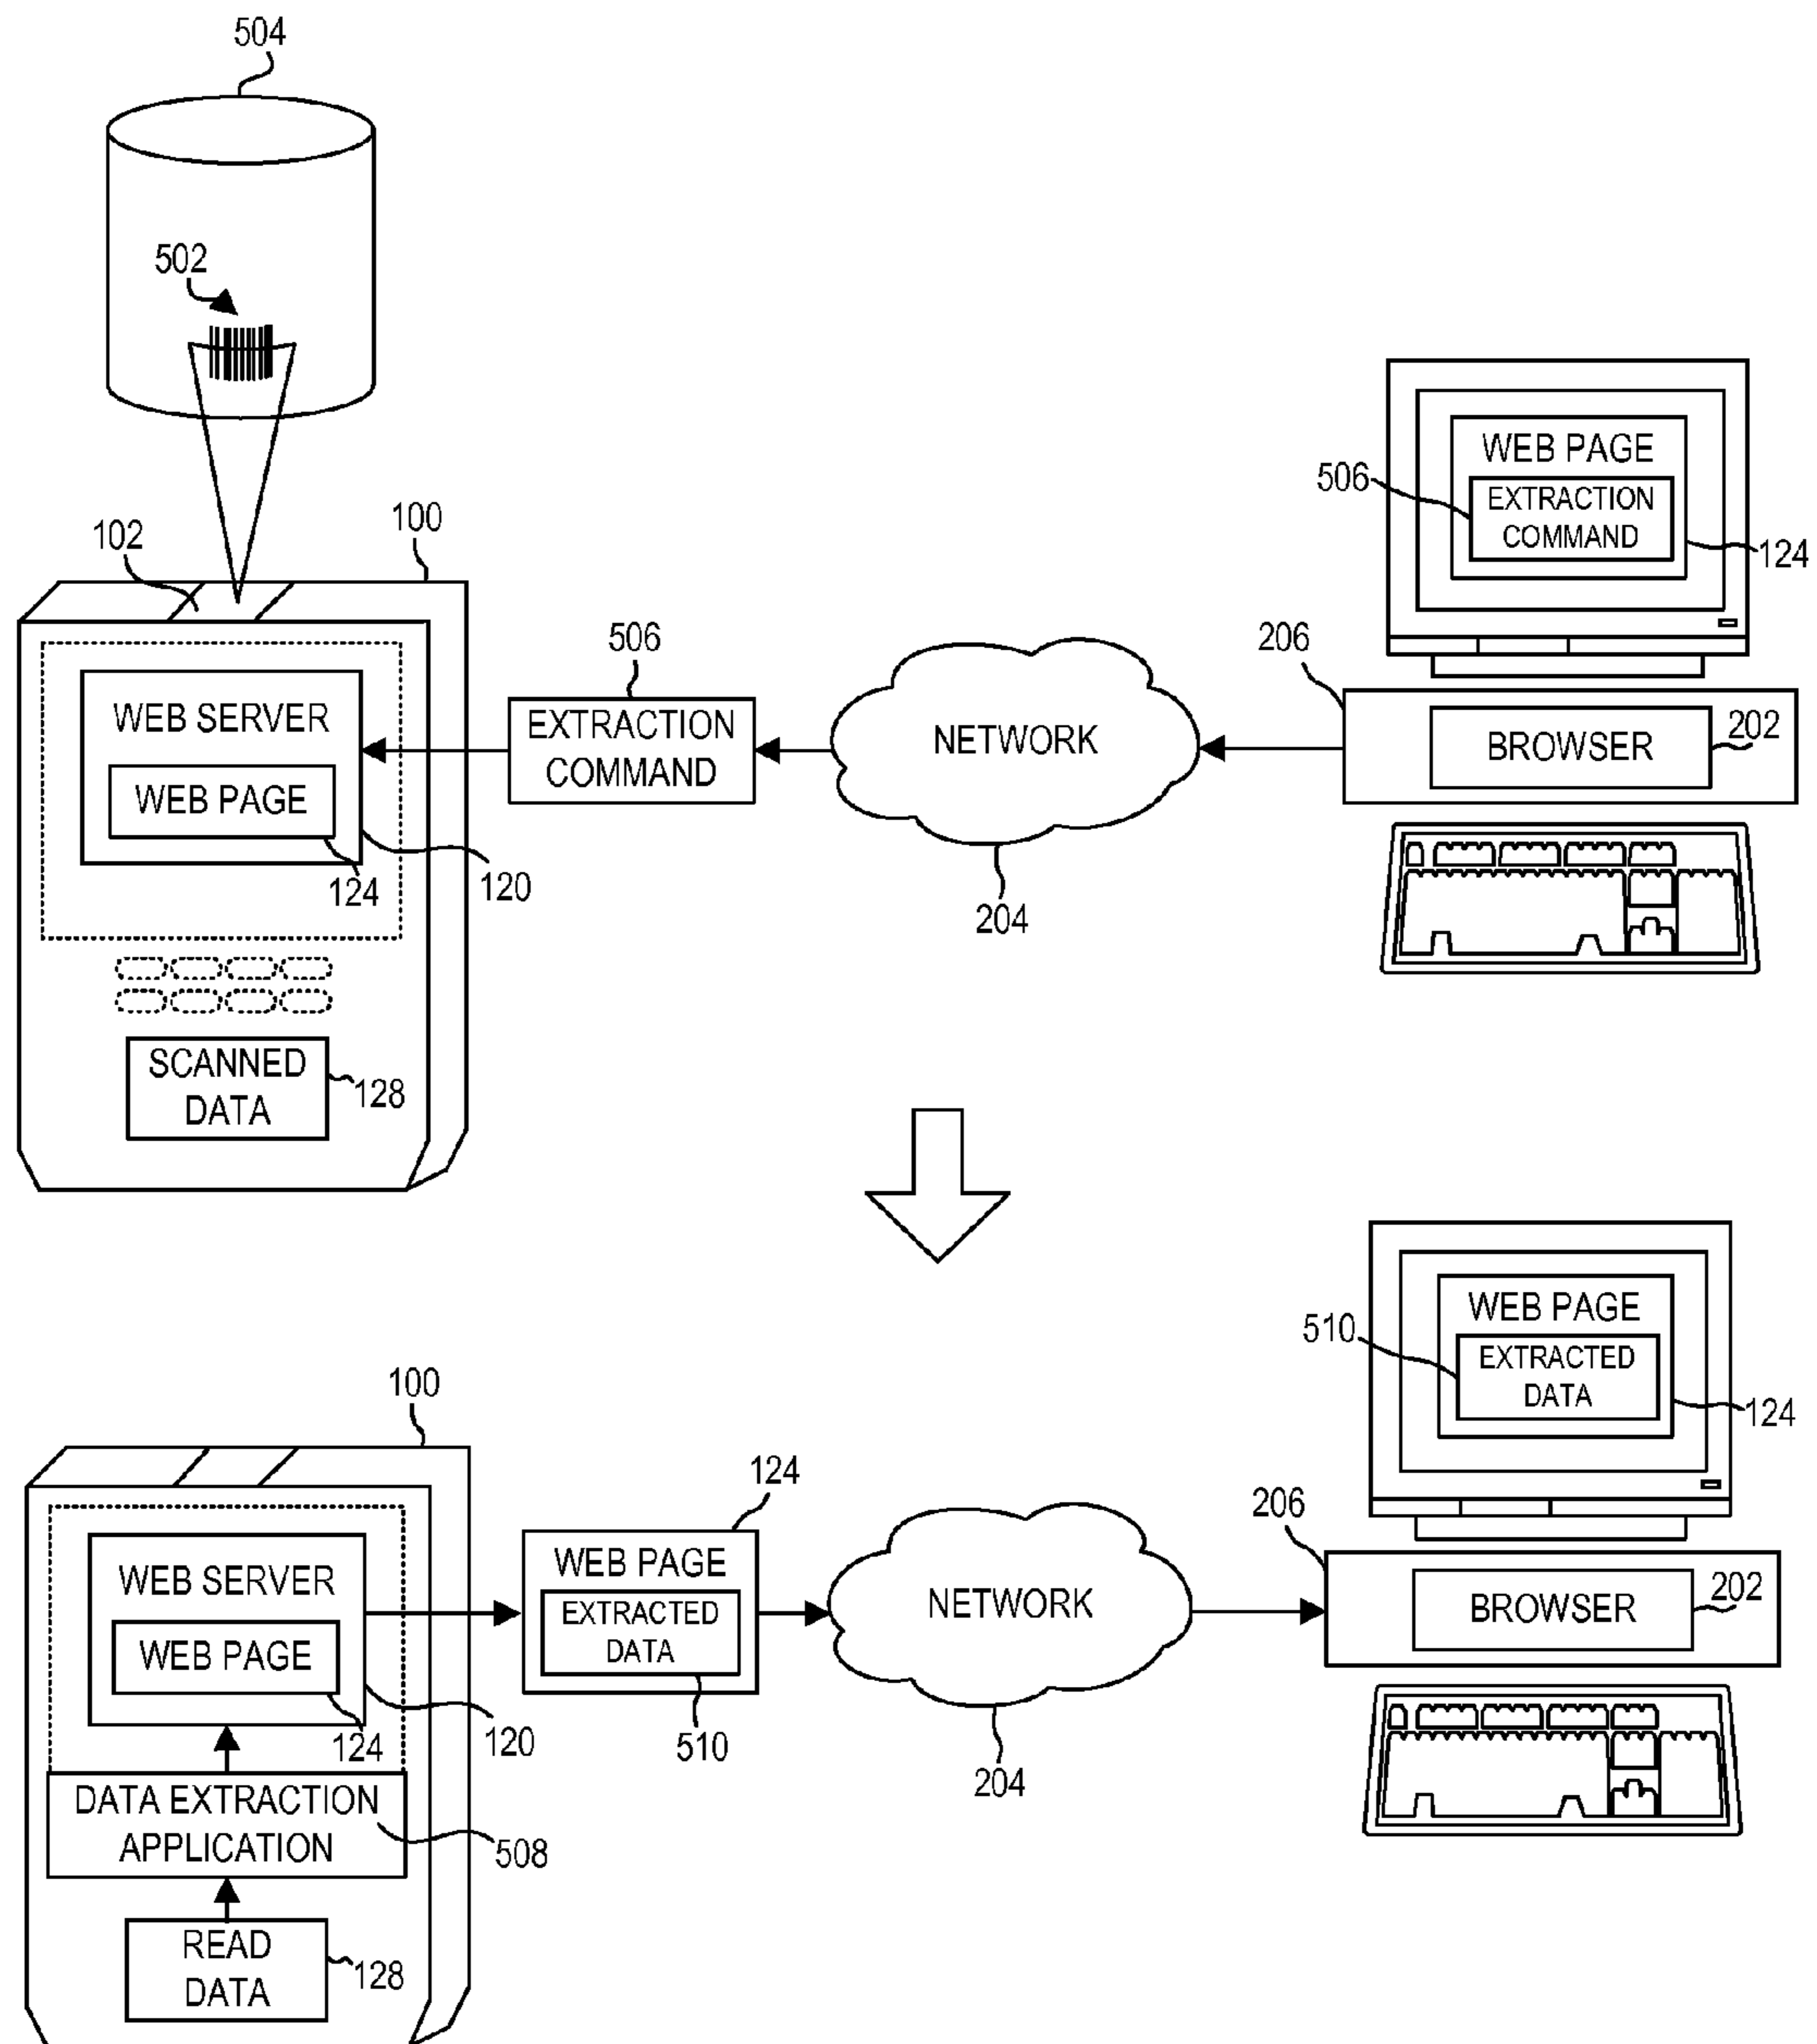 504
502
102
100
WEB SERVER
WEB PAGE
124
120
SCANNED
DATA
128
506
EXTRACTION
COMMAND
NETWORK
204
WEB PAGE
506
EXTRACTION
COMMAND
124
206
BROWSER
202
100
WEB SERVER
WEB PAGE
124
120
DATA EXTRACTION
APPLICATION
508
READ
DATA
128
124
WEB PAGE
EXTRACTED
DATA
510
NETWORK
204
WEB PAGE
510
EXTRACTED
DATA
124
206
BROWSER
202